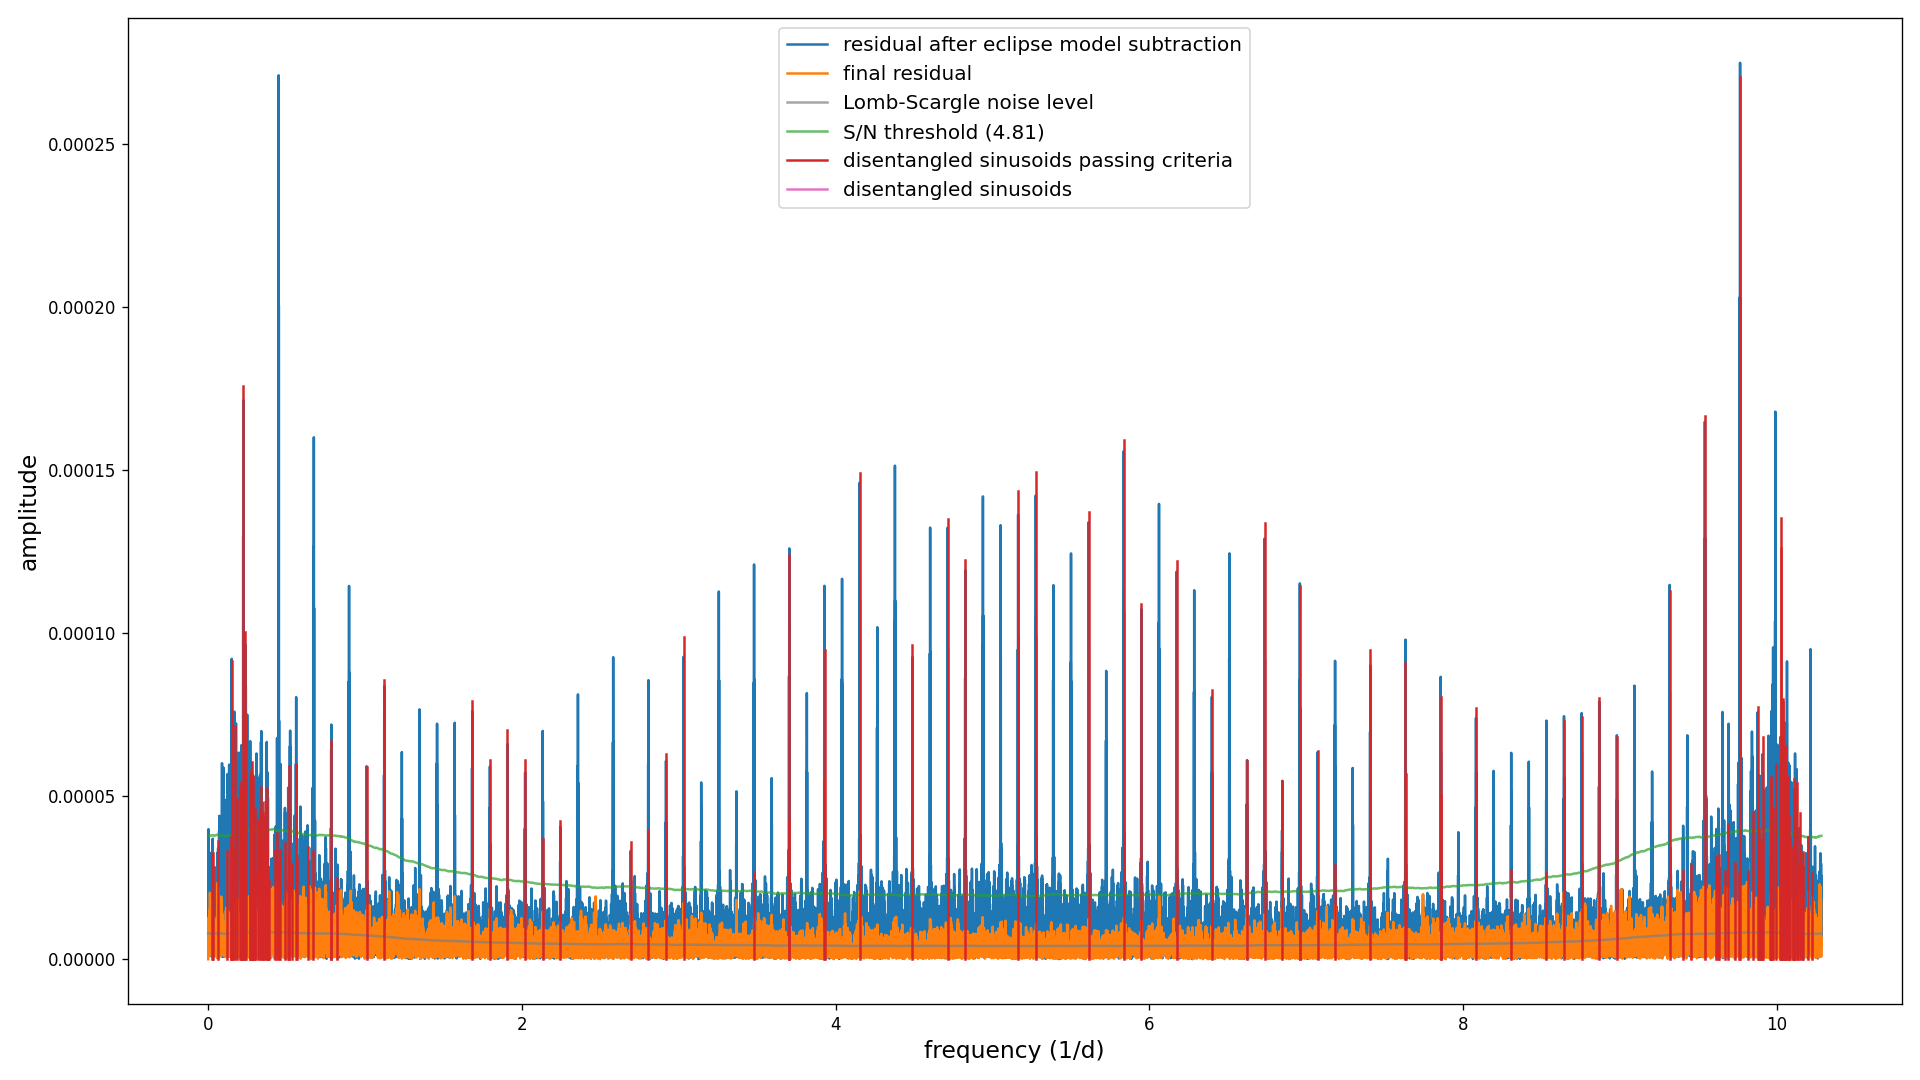 residual after eclipse model subtraction
final residual
Lomb-Scargle noise level
S/N threshold (4.81)
disentangled sinusoids passing criteria
disentangled sinusoids
amplitude
0.00025
0.00020
0.00015
0.00010
0.00005
0.00000
0 2 4 6 8 10
frequency (1/d)